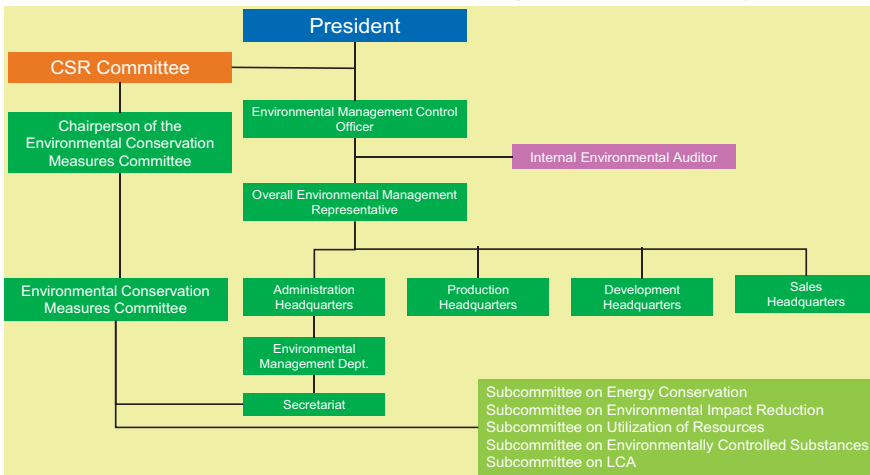 President
CSR Committee
Environmental Management Control
Officer
Chairperson of the
Environmental Conservation
Measures Committee
Internal Environmental Auditor
Overall Environmental Management
Representative
Environmental Conservation
Measures Committee
Administration
Headquarters
Production
Headquarters
Development
Headquarters
Sales
Headquarters
Environmental
Management Dept.
Secretariat
Subcommittee on Energy Conservation
Subcommittee on Environmental Impact Reduction
Subcommittee on Utilization of Resources
Subcommittee on Environmentally Controlled Substances
Subcommittee on LCA